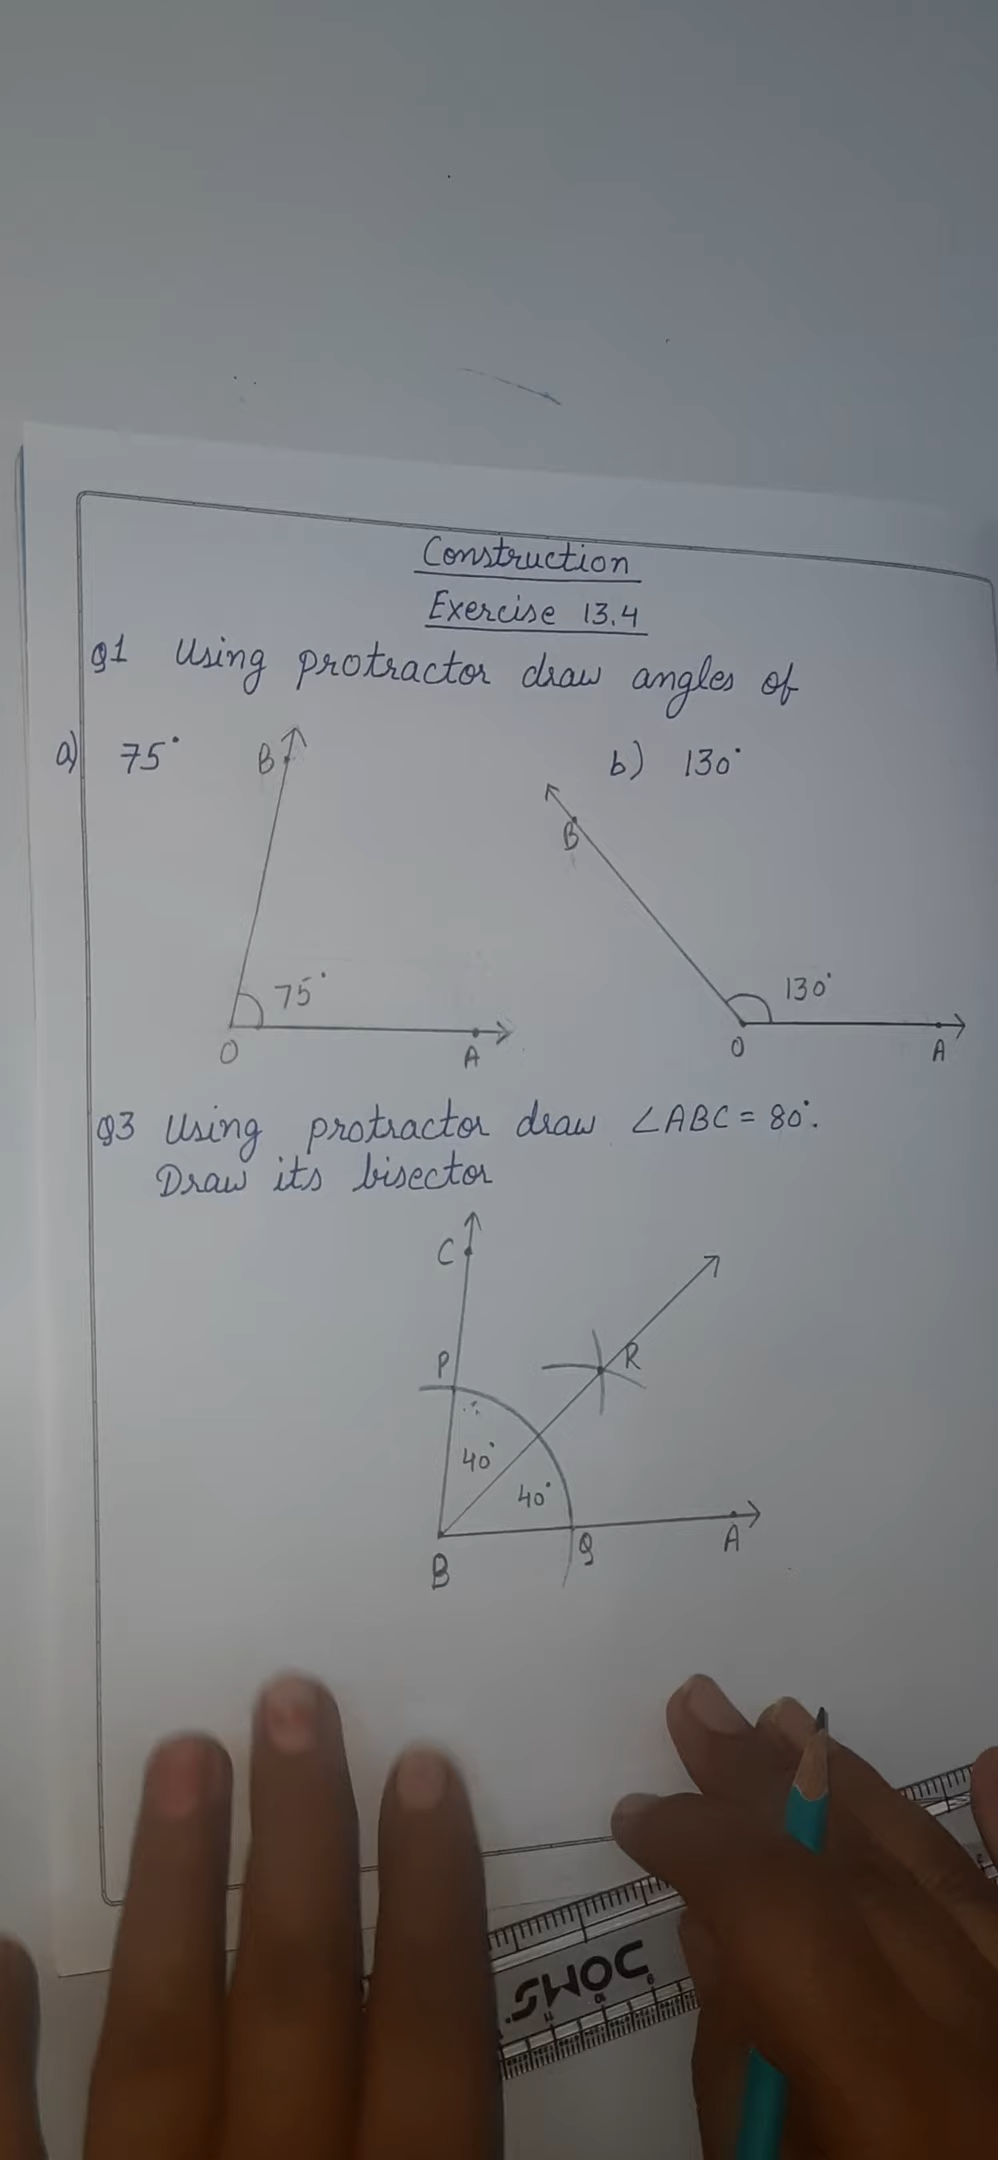 Construction
Exercise 13.4
Q1 Using protractor draw angles of
a) 75°
b) 130°
B
B
75°
130°
O
A
O
A
Q3 Using protractor draw ∠ABC = 80°.
Draw its bisector
C
P
R
40°
40°
B
Q
A
DOMS